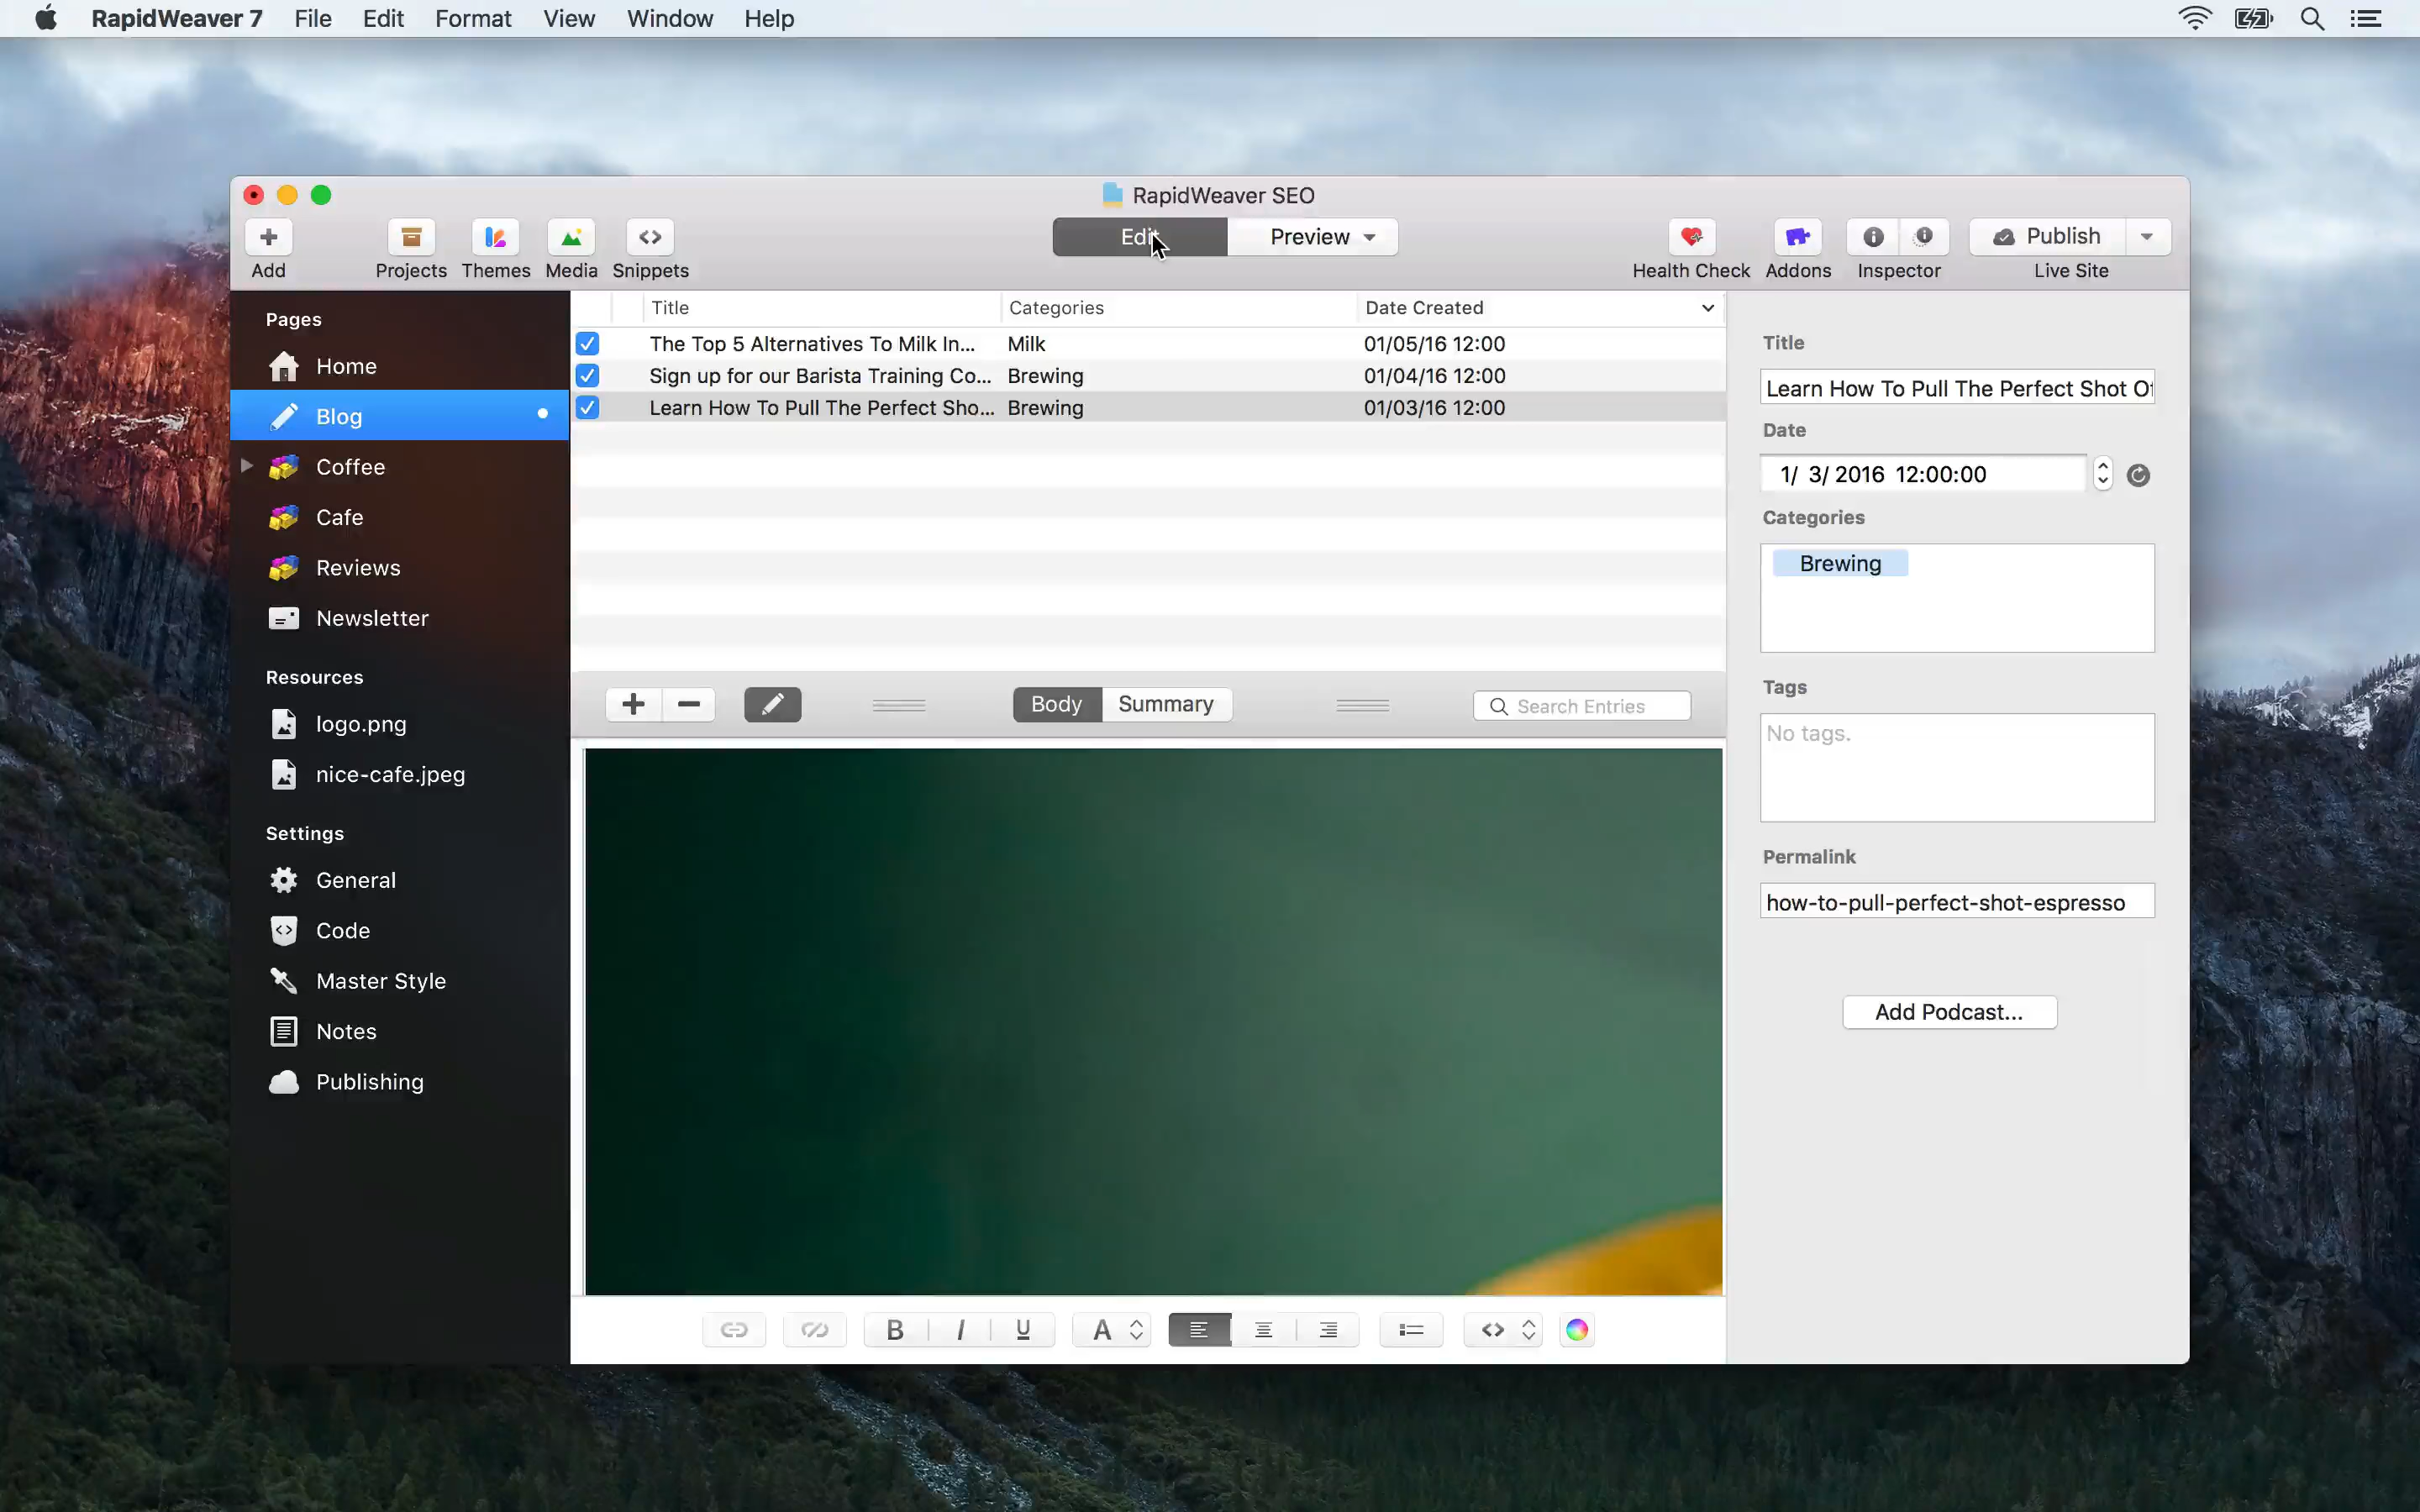 RapidWeaver 7 File Edit Format View Window Help
RapidWeaver SEO
Edit Preview
Publish
Add Projects Themes Media Snippets Health Check Addons Inspector Live Site
Pages
Home
Blog
Coffee
Cafe
Reviews
Newsletter
Resources
logo.png
nice-cafe.jpeg
Settings
General
Code
Master Style
Notes
Publishing
Title Categories Date Created
The Top 5 Alternatives To Milk In... Milk 01/05/16 12:00
Sign up for our Barista Training Co... Brewing 01/04/16 12:00
Learn How To Pull The Perfect Sho... Brewing 01/03/16 12:00
Body Summary Search Entries
B I U A
Title
Learn How To Pull The Perfect Shot Of
Date
1/ 3/ 2016 12:00:00
Categories
Brewing
Tags
No tags.
Permalink
how-to-pull-perfect-shot-espresso
Add Podcast...